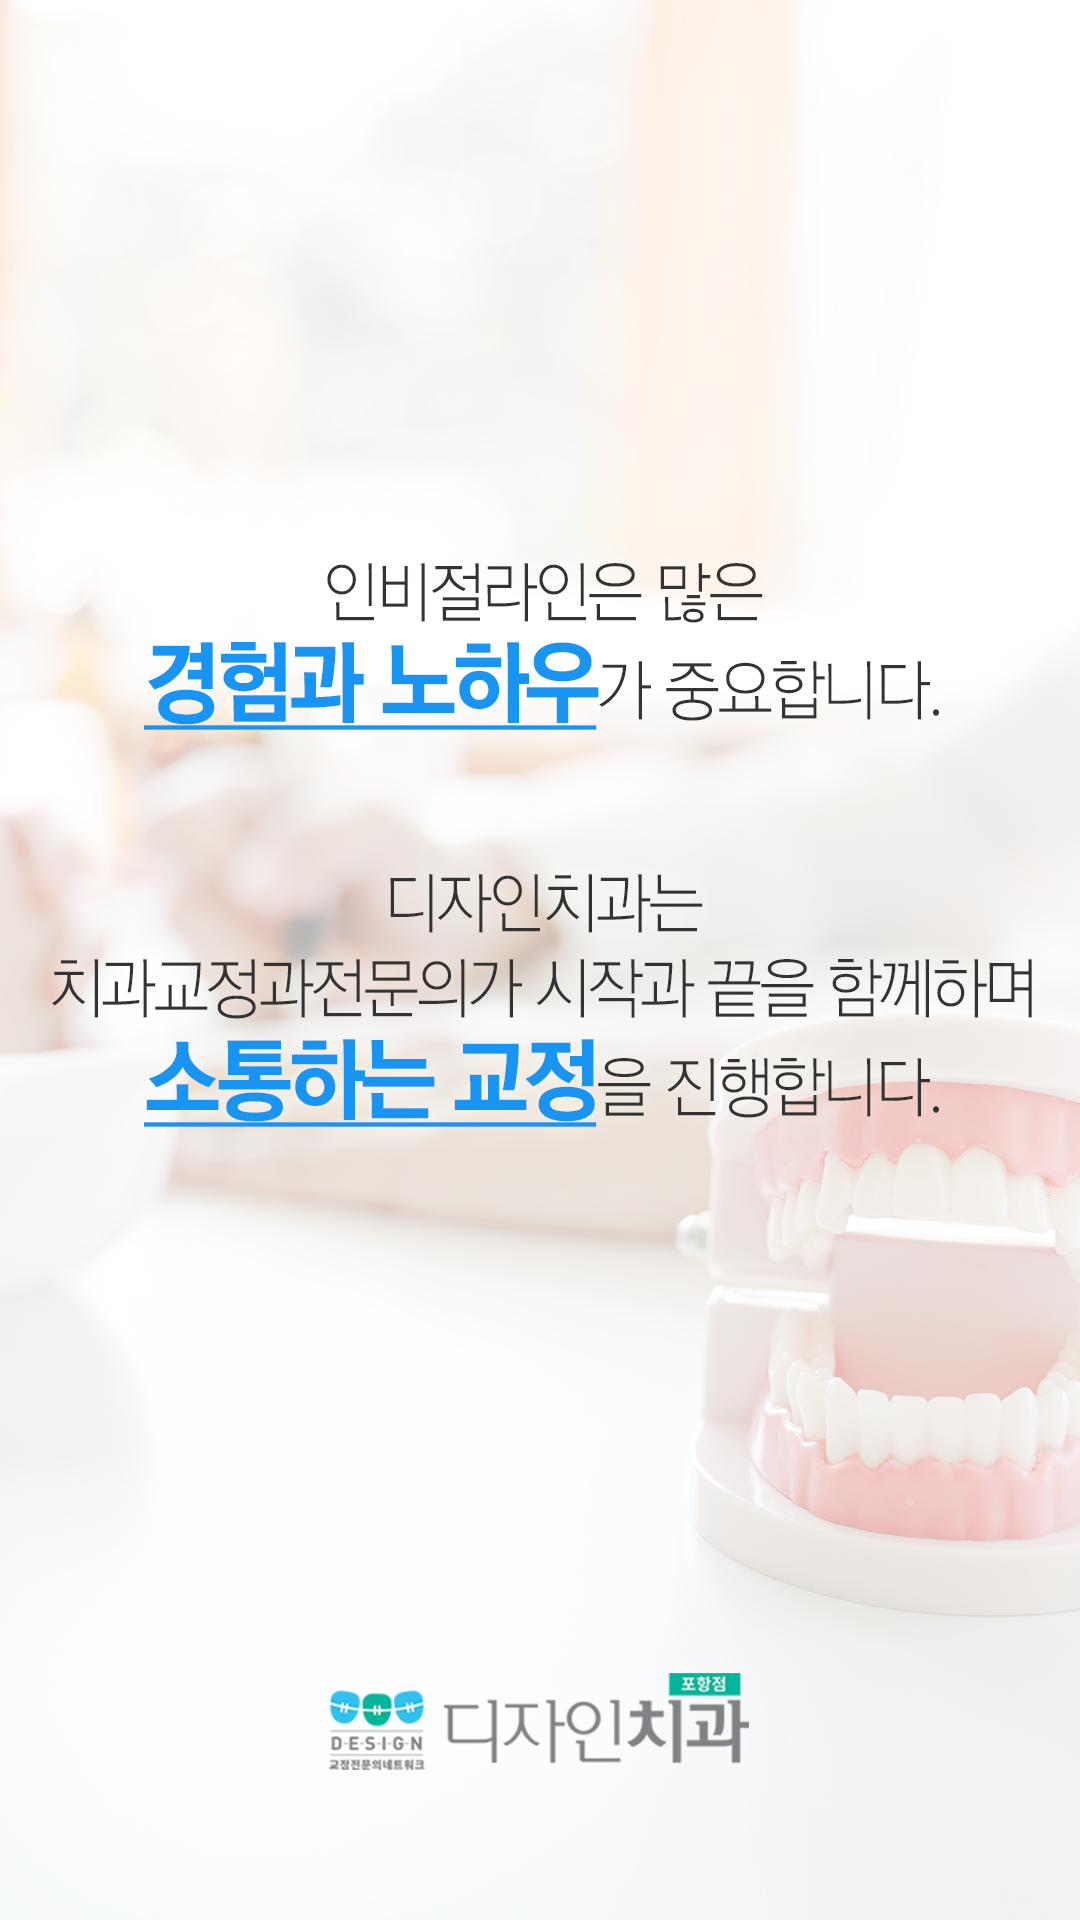 인비절라인은 많은
경험과 노하우가 중요합니다.
디자인치과는
치과교정과전문의가 시작과 끝을 함께하며
소통하는 교정을 진행합니다.
포항점
D-E-S-I-G-N
교정전문의네트워크
디자인치과